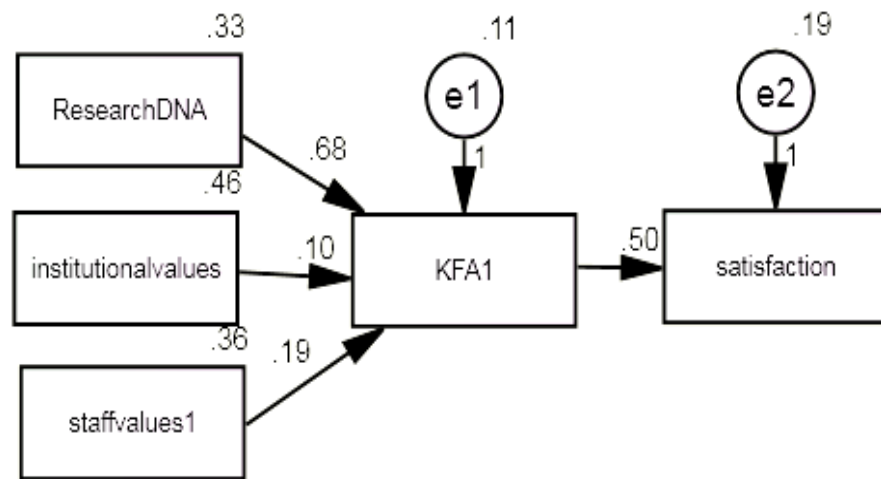 .33
.11
.19
ResearchDNA
e1
e2
.68
1
1
.46
institutionalvalues
.10
KFA1
.50
satisfaction
.36
.19
staffvalues1